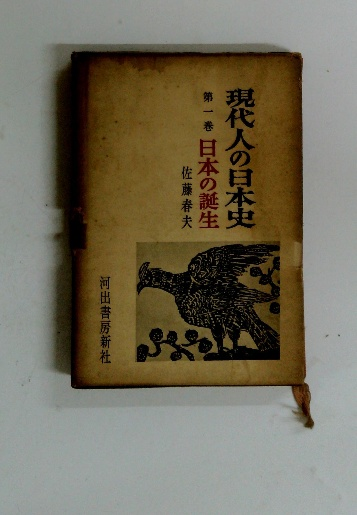 現代人の日本史
第一巻
日本の誕生
佐藤春夫
河出書房新社